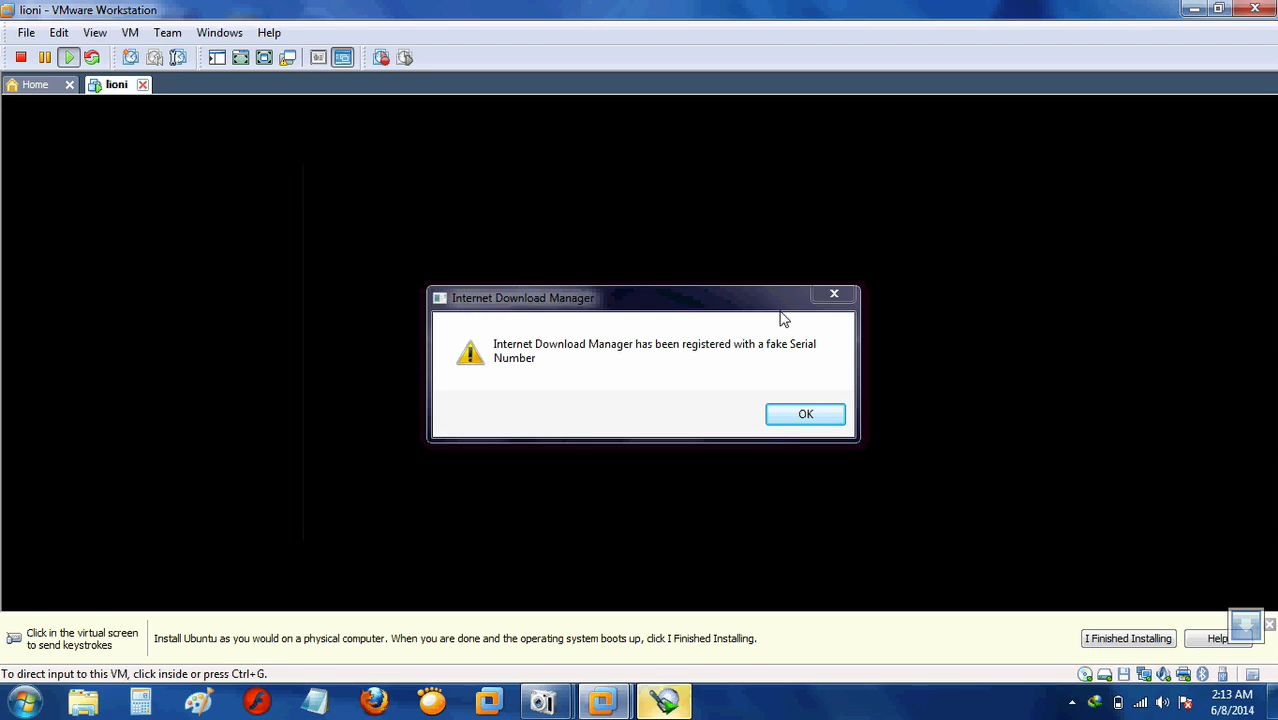 lioni - VMware Workstation
File Edit View VM Team Windows Help
Home lioni
Internet Download Manager
Internet Download Manager has been registered with a fake Serial
Number
OK
Click in the virtual screen
to send keystrokes
Install Ubuntu as you would on a physical computer. When you are done and the operating system boots up, click I Finished Installing.
I Finished Installing
Help
To direct input to this VM, click inside or press Ctrl+G.
2:13 AM
6/8/2014